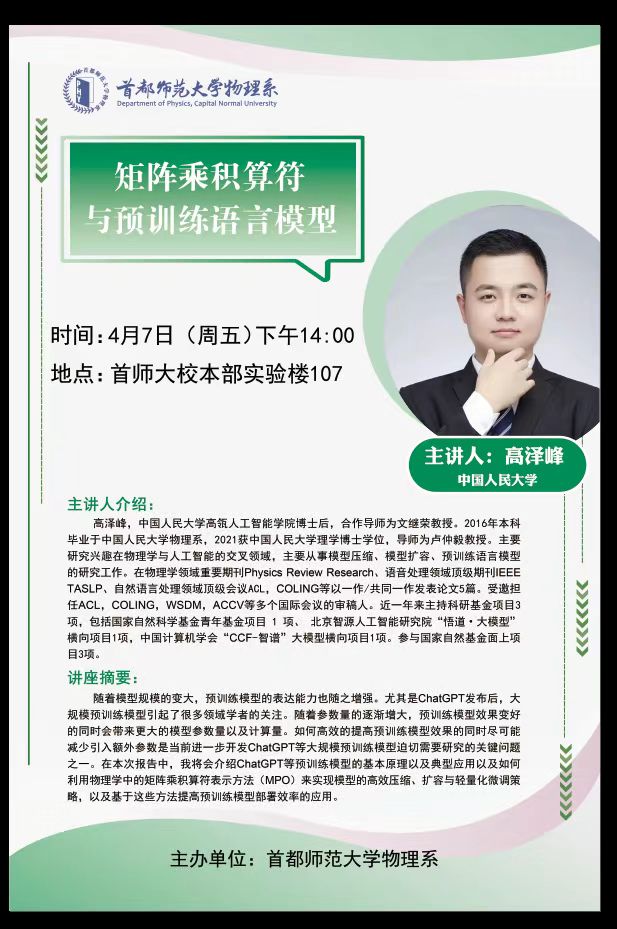 首都师范大学物理系
Department of Physics, Capital Normal University
矩阵乘积算符
与预训练语言模型
时间：4月7日（周五）下午14:00
地点：首师大校本部实验楼107
主讲人：高泽峰
中国人民大学
主讲人介绍：
高泽峰，中国人民大学高瓴人工智能学院博士后，合作导师为文继荣教授。2016年本科
毕业于中国人民大学物理系，2021获中国人民大学理学博士学位，导师为卢仲毅教授。主要
研究兴趣在物理学与人工智能的交叉领域，主要从事模型压缩、模型扩容、预训练语言模型
的研究工作。在物理学领域重要期刊Physics Review Research、语音处理领域顶级期刊IEEE
TASLP、自然语言处理领域顶级会议ACL，COLING等以一作/共同一作发表论文5篇。受邀担
任ACL，COLING，WSDM，ACCV等多个国际会议的审稿人。近一年来主持科研基金项目3
项，包括国家自然科学基金青年基金项目 1 项、 北京智源人工智能研究院“悟道·大模型”
横向项目1项，中国计算机学会“CCF-智谱”大模型横向项目1项。参与国家自然基金面上项
目3项。
讲座摘要：
随着模型规模的变大，预训练模型的表达能力也随之增强。尤其是ChatGPT发布后，大
规模预训练模型引起了很多领域学者的关注。随着参数量的逐渐增大，预训练模型效果变好
的同时会带来更大的模型参数量以及计算量。如何高效的提高预训练模型效果的同时尽可能
减少引入额外参数是当前进一步开发ChatGPT等大规模预训练模型迫切需要研究的关键问题
之一。在本次报告中，我将会介绍ChatGPT等预训练模型的基本原理以及典型应用以及如何
利用物理学中的矩阵乘积算符表示方法（MPO）来实现模型的高效压缩、扩容与轻量化微调策
略，以及基于这些方法提高预训练模型部署效率的应用。
主办单位：首都师范大学物理系